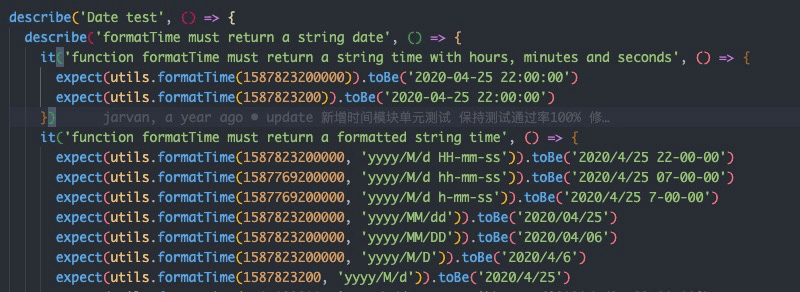 describe('Date test', () => {
describe('formatTime must return a string date', () => {
it('function formatTime must return a string time with hours, minutes and seconds', () => {
expect(utils.formatTime(1587823200000)).toBe('2020-04-25 22:00:00')
expect(utils.formatTime(1587823200)).toBe('2020-04-25 22:00:00')
}) jarvan, a year ago • update 新增时间模块单元测试 保持测试通过率100% 修…
it('function formatTime must return a formatted string time', () => {
expect(utils.formatTime(1587823200000, 'yyyy/M/d HH-mm-ss')).toBe('2020/4/25 22-00-00')
expect(utils.formatTime(1587769200000, 'yyyy/M/d hh-mm-ss')).toBe('2020/4/25 07-00-00')
expect(utils.formatTime(1587769200000, 'yyyy/M/d h-mm-ss')).toBe('2020/4/25 7-00-00')
expect(utils.formatTime(1587823200000, 'yyyy/MM/dd')).toBe('2020/04/25')
expect(utils.formatTime(1587823200000, 'yyyy/MM/DD')).toBe('2020/04/06')
expect(utils.formatTime(1587823200000, 'yyyy/M/D')).toBe('2020/4/6')
expect(utils.formatTime(1587823200, 'yyyy/M/d')).toBe('2020/4/25')